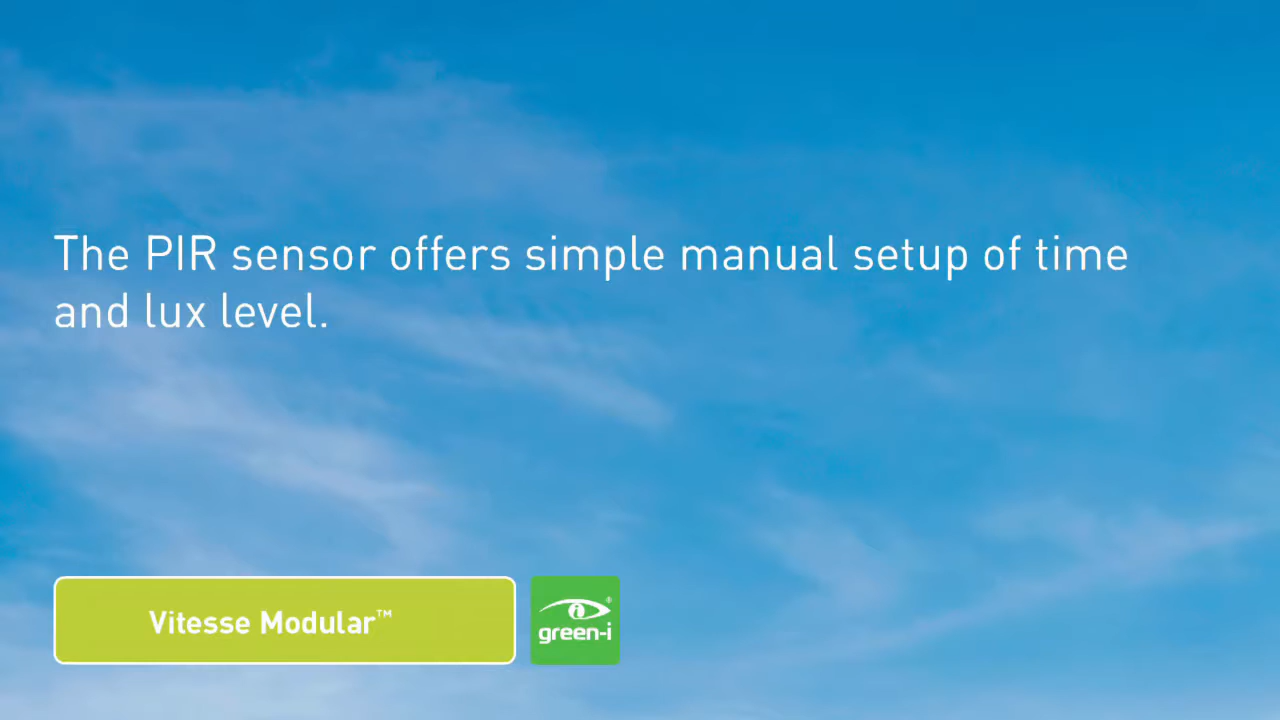 The PIR sensor offers simple manual setup of time
and lux level.
Vitesse Modular™
green-i®